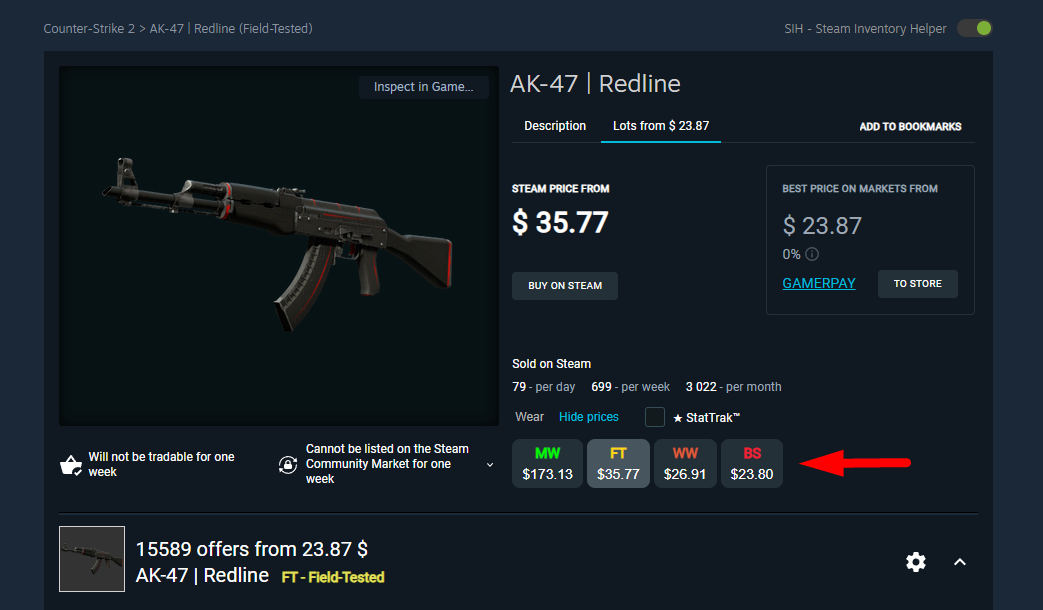 Counter-Strike 2 > AK-47 | Redline (Field-Tested)
SIH - Steam Inventory Helper
Inspect in Game...
AK-47 | Redline
Description
Lots from $ 23.87
ADD TO BOOKMARKS
STEAM PRICE FROM
$ 35.77
BUY ON STEAM
BEST PRICE ON MARKETS FROM
$ 23.87
0%
GAMERPAY
TO STORE
Sold on Steam
79 - per day 699 - per week 3 022 - per month
Wear Hide prices ★ StatTrak™
MW FT WW BS
$173.13 $35.77 $26.91 $23.80
Will not be tradable for one
week
Cannot be listed on the Steam
Community Market for one
week
15589 offers from 23.87 $
AK-47 | Redline FT - Field-Tested